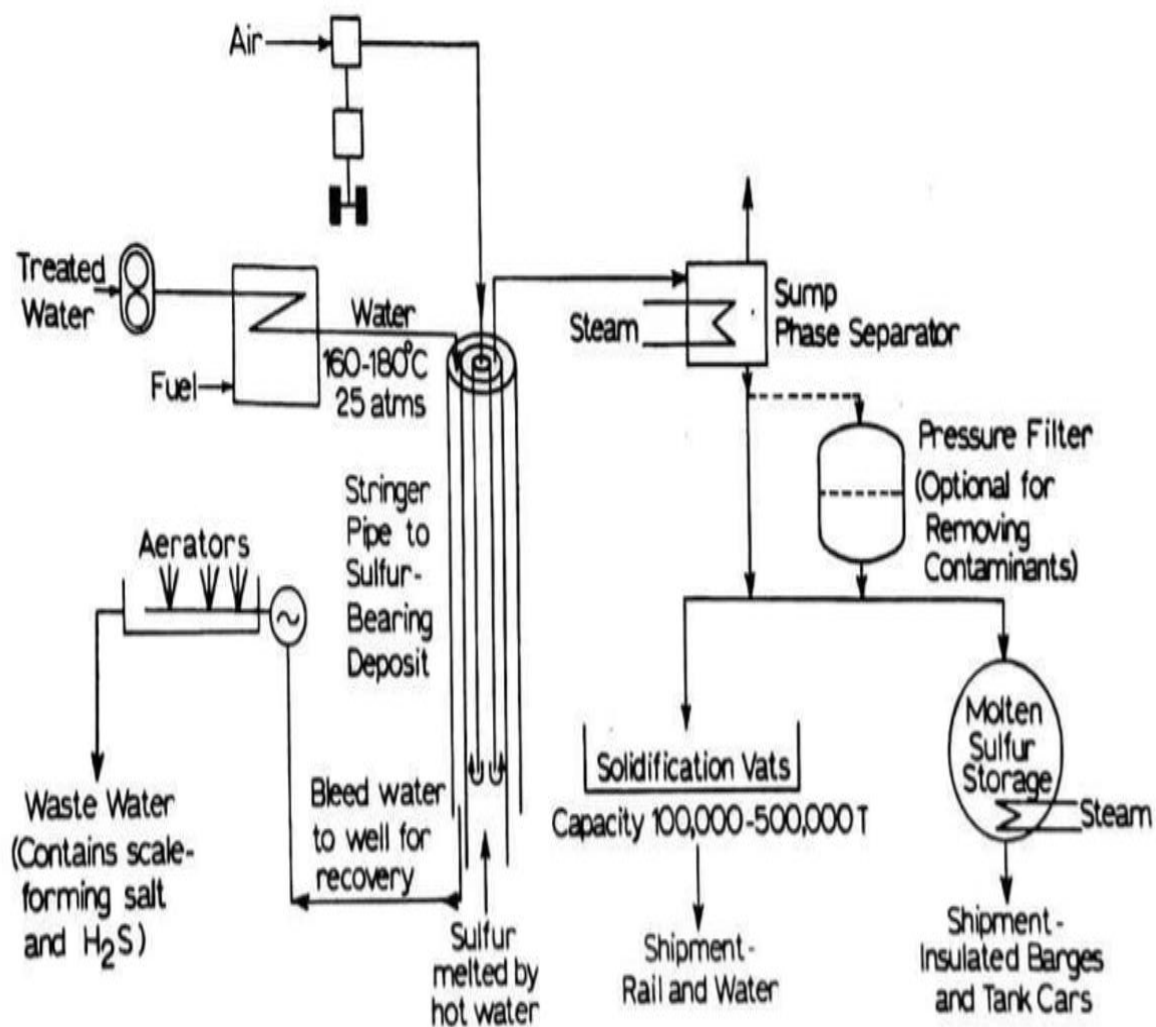 Air
Treated
Water
Fuel
Water
160-180°C
25 atms
Steam
Sump
Phase Separator
Pressure Filter
(Optional for
Removing
Contaminants)
Stringer
Pipe to
Sulfur-
Bearing
Deposit
Aerators
Waste Water
(Contains scale-
forming salt
and H₂S)
Bleed water
to well for
recovery
Sulfur
melted by
hot water
Solidification Vats
Capacity 100,000-500,000 T
Shipment-
Rail and Water
Molten
Sulfur
Storage
Steam
Shipment-
Insulated Barges
and Tank Cars